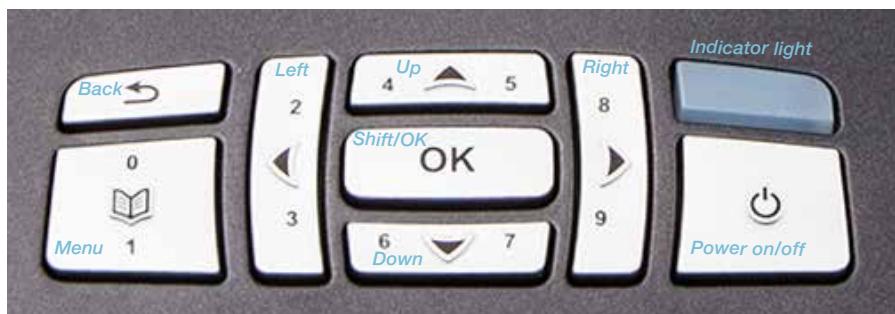 Indicator light
Back
Left
2
3
Up
4 5
Right
8
9
Shift/OK
OK
0
1
Menu
6 7
Down
Power on/off